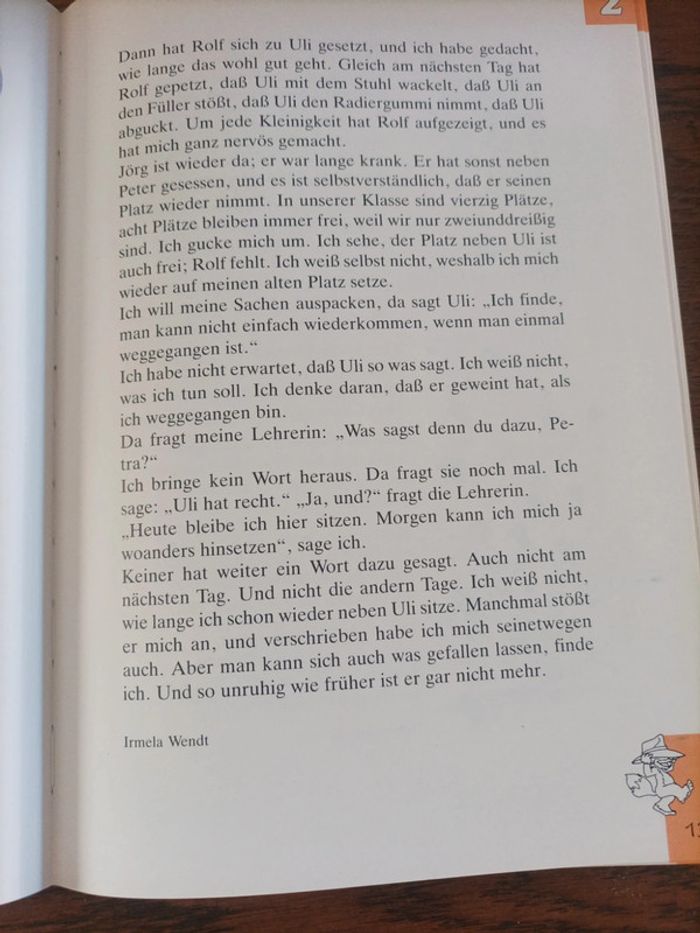 2
Dann hat Rolf sich zu Uli gesetzt, und ich habe gedacht,
wie lange das wohl gut geht. Gleich am nächsten Tag hat
Rolf gepetzt, daß Uli mit dem Stuhl wackelt, daß Uli an
den Füller stößt, daß Uli den Radiergummi nimmt, daß Uli
abguckt. Um jede Kleinigkeit hat Rolf aufgezeigt, und es
hat mich ganz nervös gemacht.
Jörg ist wieder da; er war lange krank. Er hat sonst neben
Peter gesessen, und es ist selbstverständlich, daß er seinen
Platz wieder nimmt. In unserer Klasse sind vierzig Plätze,
acht Plätze bleiben immer frei, weil wir nur zweiunddreißig
sind. Ich gucke mich um. Ich sehe, der Platz neben Uli ist
auch frei; Rolf fehlt. Ich weiß selbst nicht, weshalb ich mich
wieder auf meinen alten Platz setze.
Ich will meine Sachen auspacken, da sagt Uli: „Ich finde,
man kann nicht einfach wiederkommen, wenn man einmal
weggegangen ist.“
Ich habe nicht erwartet, daß Uli so was sagt. Ich weiß nicht,
was ich tun soll. Ich denke daran, daß er geweint hat, als
ich weggegangen bin.
Da fragt meine Lehrerin: „Was sagst denn du dazu, Pe-
tra?“
Ich bringe kein Wort heraus. Da fragt sie noch mal. Ich
sage: „Uli hat recht.“ „Ja, und?“ fragt die Lehrerin.
„Heute bleibe ich hier sitzen. Morgen kann ich mich ja
woanders hinsetzen“, sage ich.
Keiner hat weiter ein Wort dazu gesagt. Auch nicht am
nächsten Tag. Und nicht die andern Tage. Ich weiß nicht,
wie lange ich schon wieder neben Uli sitze. Manchmal stößt
er mich an, und verschrieben habe ich mich seinetwegen
auch. Aber man kann sich auch was gefallen lassen, finde
ich. Und so unruhig wie früher ist er gar nicht mehr.
Irmela Wendt